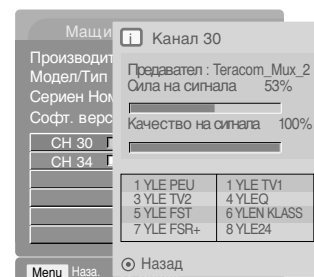 Мащи
i Канал 30
Производит
Модел/Тип
Сериен Ном
Софт. верс
Предавател : Teracom_Mux_2
Сила на сигнала 53%
Качество на сигнала 100%
CH 30
CH 34
1 YLE PEU 1 YLE TV1
3 YLE TV2 4 YLEQ
5 YLE FST 6 YLEN KLASS
7 YLE FSR+ 8 YLE24
Назад
Menu Наза.